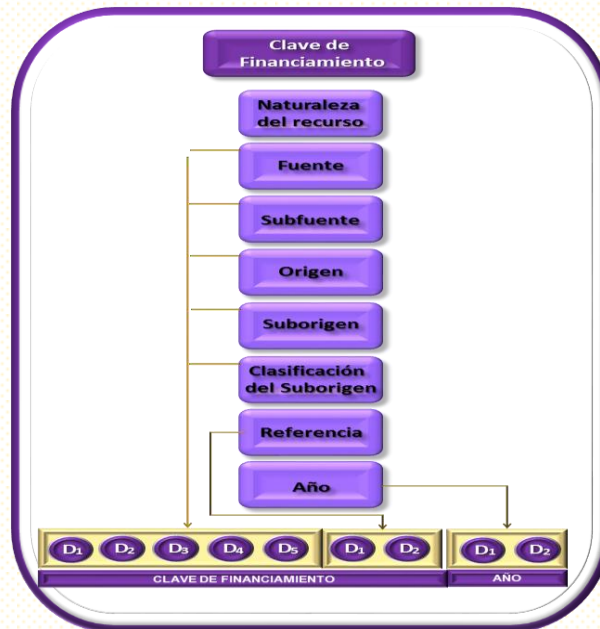 Clave de
Financiamiento
Naturaleza
del recurso
Fuente
Subfuente
Origen
Suborigen
Clasificación
del Suborigen
Referencia
Año
D₁ D₂ D₃ D₄ D₅ D₁ D₂ D₁ D₂
CLAVE DE FINANCIAMIENTO AÑO